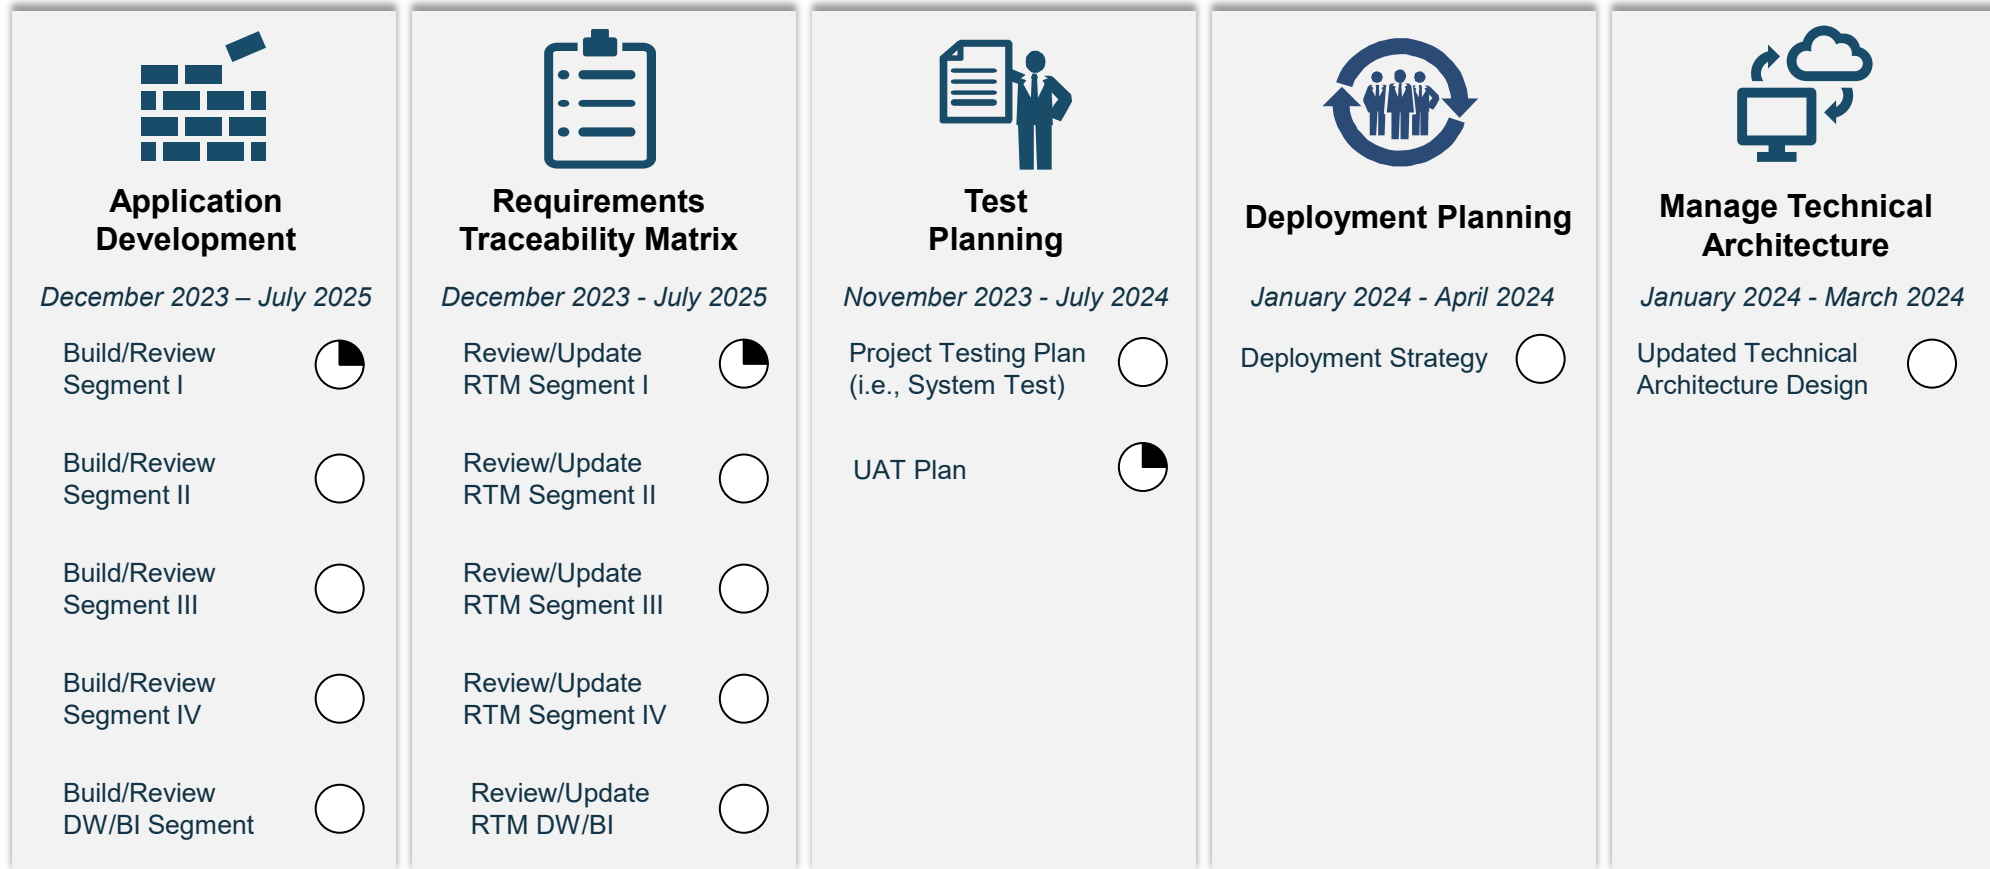 Application
Development
December 2023 – July 2025
Build/Review
Segment I
Build/Review
Segment II
Build/Review
Segment III
Build/Review
Segment IV
Build/Review
DW/BI Segment
Requirements
Traceability Matrix
December 2023 - July 2025
Review/Update
RTM Segment I
Review/Update
RTM Segment II
Review/Update
RTM Segment III
Review/Update
RTM Segment IV
Review/Update
RTM DW/BI
Test
Planning
November 2023 - July 2024
Project Testing Plan
(i.e., System Test)
UAT Plan
Deployment Planning
January 2024 - April 2024
Deployment Strategy
Manage Technical
Architecture
January 2024 - March 2024
Updated Technical
Architecture Design